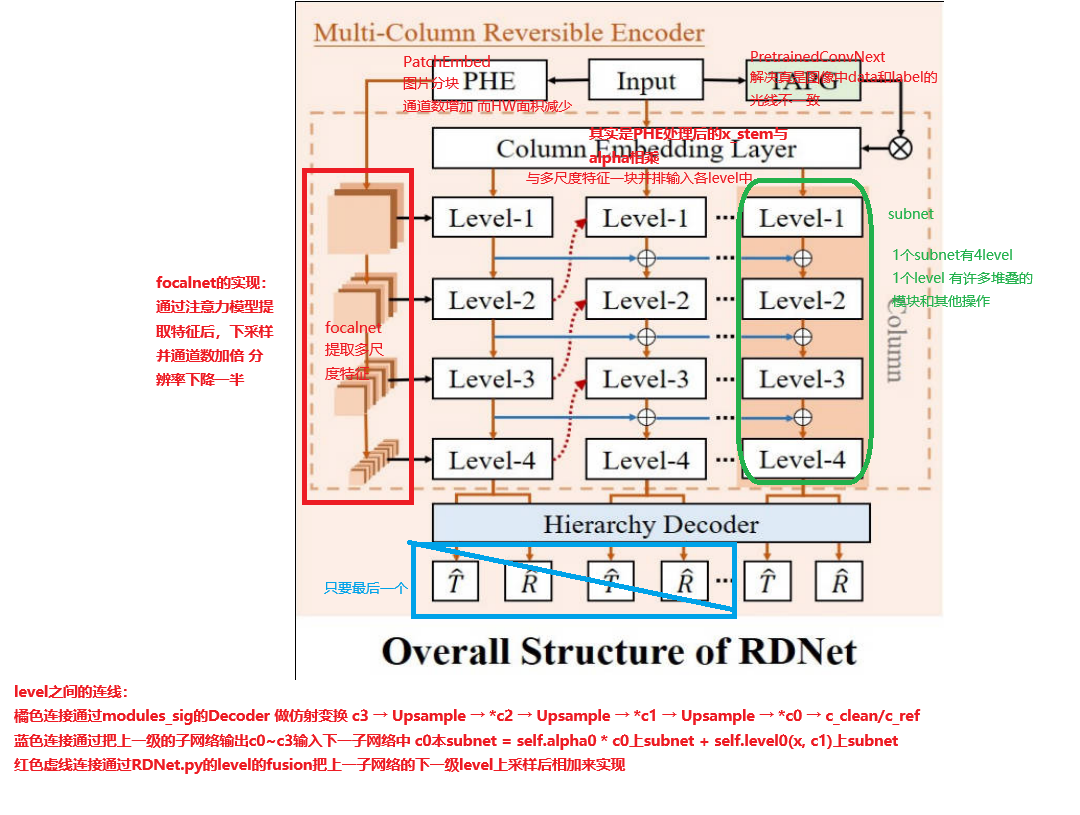 Multi-Column Reversible Encoder
PatchEmbed
图片分块
通道数增加 而HW面积减少
PHE
Input
PretrainedConvNext
解决真是图像中data和label的
光线不一致
TAPG
真实是PHE处理后的x_stem与
alpha相乘
与多尺度特征一块并排输入各level中
Column Embedding Layer
Level-1
Level-1
...
Level-1
subnet
...
1个subnet有4level
1个level 有许多堆叠的
模块和其他操作
focalnet的实现：
通过注意力模型提
取特征后，下采样
并通道数加倍 分
辨率下降一半
Level-2
Level-2
...
Level-2
focalnet
提取多尺
度特征
Column
...
Level-3
Level-3
...
Level-3
...
Level-4
Level-4
...
Level-4
Hierarchy Decoder
只要最后一个
T̂
R̂
T̂
R̂
...
T̂
R̂
Overall Structure of RDNet
level之间的连线：
橘色连接通过modules_sig的Decoder 做仿射变换 c3 → Upsample → *c2 → Upsample → *c1 → Upsample → *c0 → c_clean/c_ref
蓝色连接通过把上一级的子网络输出c0~c3输入下一子网络中 c0本subnet = self.alpha0 * c0上subnet + self.level0(x, c1)上subnet
红色虚线连接通过RDNet.py的level的fusion把上一子网络的下一级level上采样后相加来实现